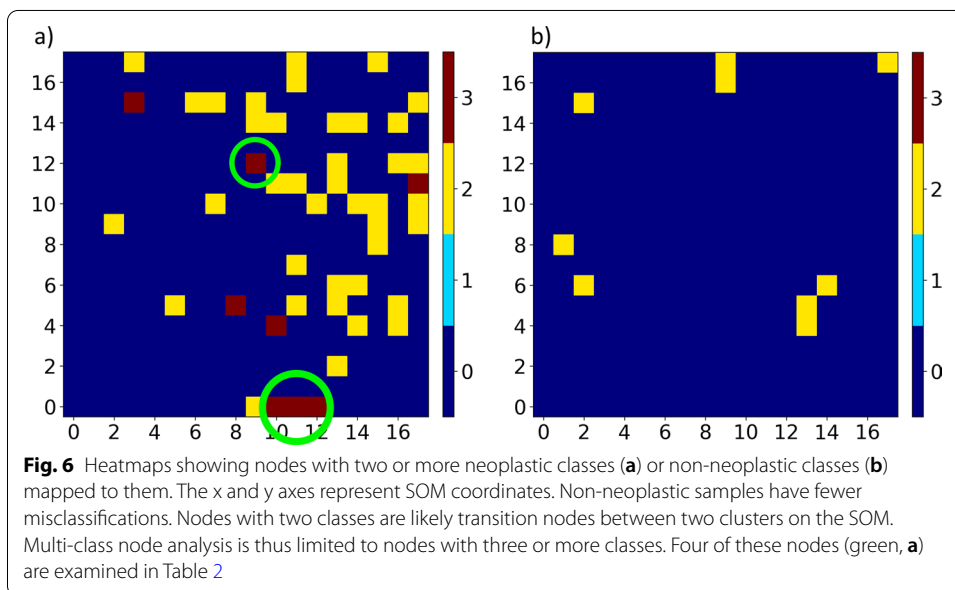 a)
b)
16
14
12
10
8
6
4
2
0
0 2 4 6 8 10 12 14 16
3
2
1
0
16
14
12
10
8
6
4
2
0
0 2 4 6 8 10 12 14 16
3
2
1
0
Fig. 6 Heatmaps showing nodes with two or more neoplastic classes (a) or non-neoplastic classes (b)
mapped to them. The x and y axes represent SOM coordinates. Non-neoplastic samples have fewer
misclassifications. Nodes with two classes are likely transition nodes between two clusters on the SOM.
Multi-class node analysis is thus limited to nodes with three or more classes. Four of these nodes (green, a)
are examined in Table 2